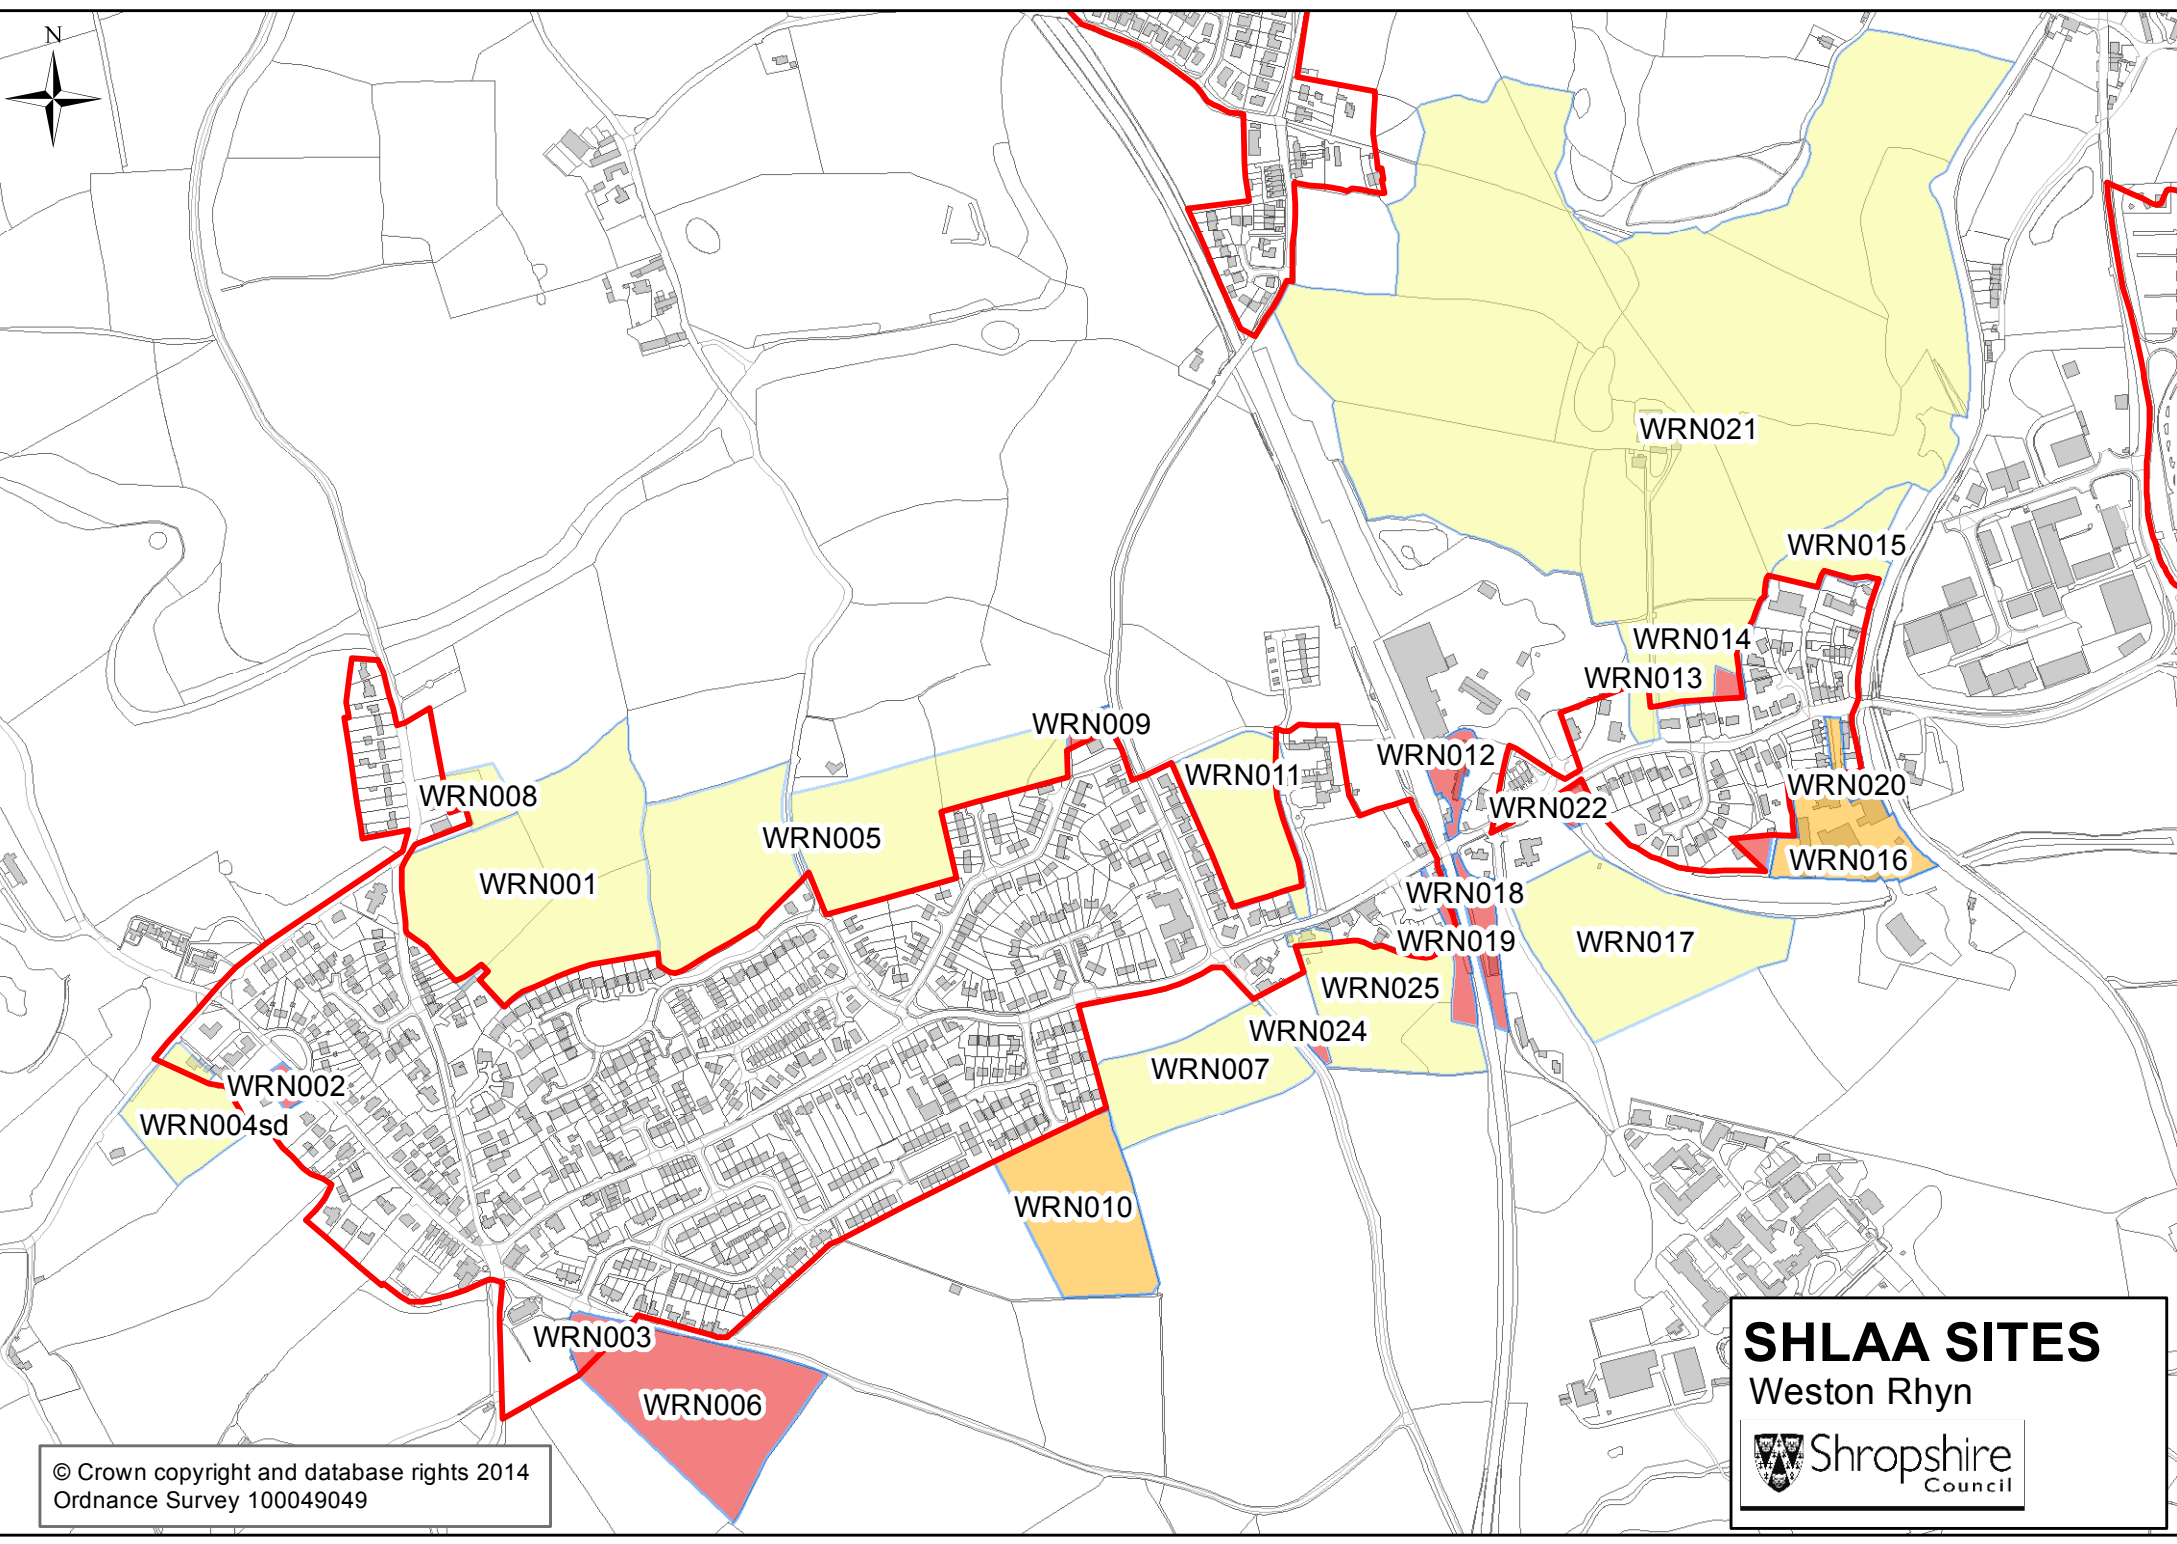 N
WRN021
WRN015
WRN014
WRN013
WRN009
WRN012
WRN011
WRN008
WRN020
WRN022
WRN005
WRN016
WRN001
WRN018
WRN019
WRN017
WRN025
WRN024
WRN007
WRN002
WRN004sd
WRN010
WRN003
WRN006
SHLAA SITES
Weston Rhyn
Shropshire
Council
© Crown copyright and database rights 2014
Ordnance Survey 100049049